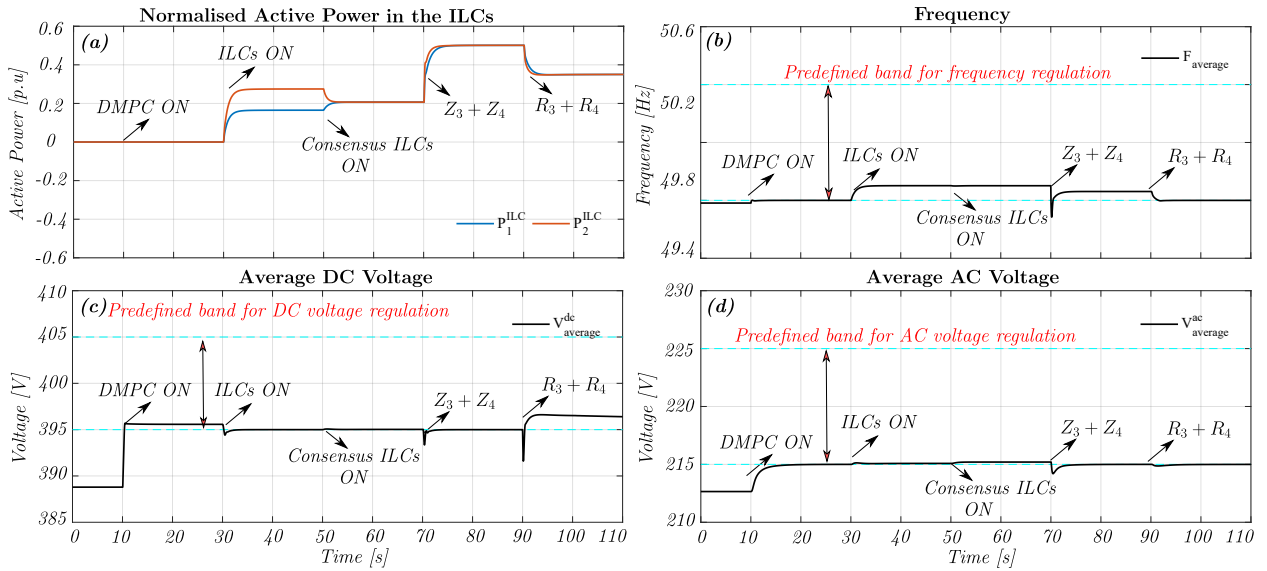 Normalised Active Power in the ILCs
(a)
0.6
0.4
0.2
0
-0.2
-0.4
-0.6
Active Power [p.u]
ILCs ON
DMPC ON
Consensus ILCs
ON
Z3 + Z4
R3 + R4
P1ILC
P2ILC
Frequency
(b)
50.6
50.2
49.8
49.4
Frequency [Hz]
Faverage
Predefined band for frequency regulation
DMPC ON
ILCs ON
Consensus ILCs
ON
Z3 + Z4
R3 + R4
Average DC Voltage
(c)
410
405
400
395
390
385
Voltage [V]
Predefined band for DC voltage regulation
Vdcaverage
DMPC ON
ILCs ON
Consensus ILCs
ON
Z3 + Z4
R3 + R4
0 10 20 30 40 50 60 70 80 90 100 110
Time [s]
Average AC Voltage
(d)
230
225
220
215
210
Voltage [V]
Vacaverage
Predefined band for AC voltage regulation
DMPC ON
ILCs ON
Consensus ILCs
ON
Z3 + Z4
R3 + R4
0 10 20 30 40 50 60 70 80 90 100 110
Time [s]